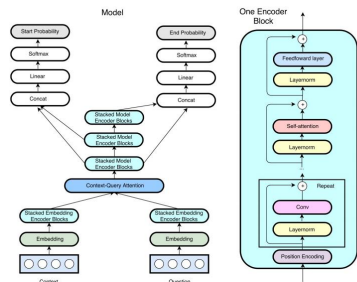 Model
Start Probability
End Probability
Softmax
Softmax
Linear
Linear
Concat
Concat
Stacked Model
Encoder Blocks
Stacked Model
Encoder Blocks
Stacked Model
Encoder Blocks
Context-Query Attention
Stacked Embedding
Encoder Blocks
Stacked Embedding
Encoder Blocks
Embedding
Embedding
Context
Question
One Encoder
Block
Feedfoward layer
Layernorm
Self-attention
Layernorm
Repeat
Conv
Layernorm
Position Encoding